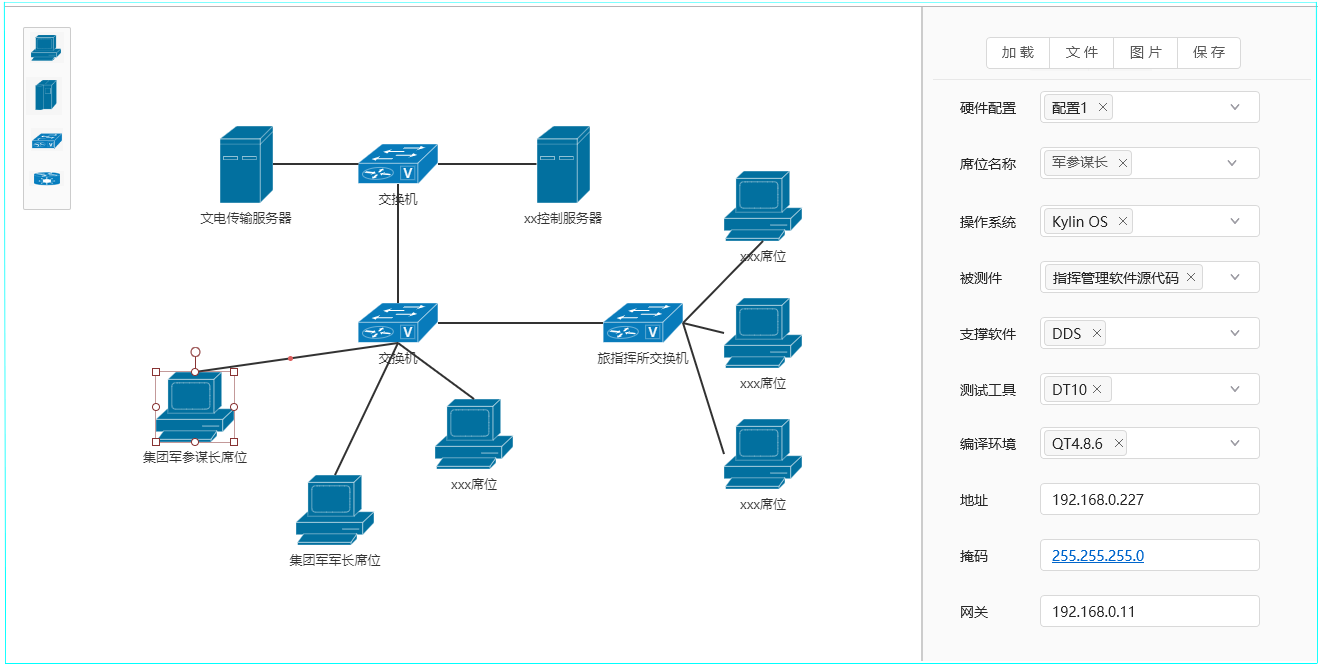 加载 文件 图片 保存
硬件配置 配置1 ×
席位名称 军参谋长 ×
操作系统 Kylin OS ×
被测件 指挥管理软件源代码 ×
支撑软件 DDS ×
测试工具 DT10 ×
编译环境 QT4.8.6 ×
地址 192.168.0.227
掩码 255.255.255.0
网关 192.168.0.11
V
交换机
文电传输服务器
xx控制服务器
xxx席位
V
V
交换机
旅指挥所交换机
xxx席位
集团军参谋长席位
xxx席位
xxx席位
集团军军长席位